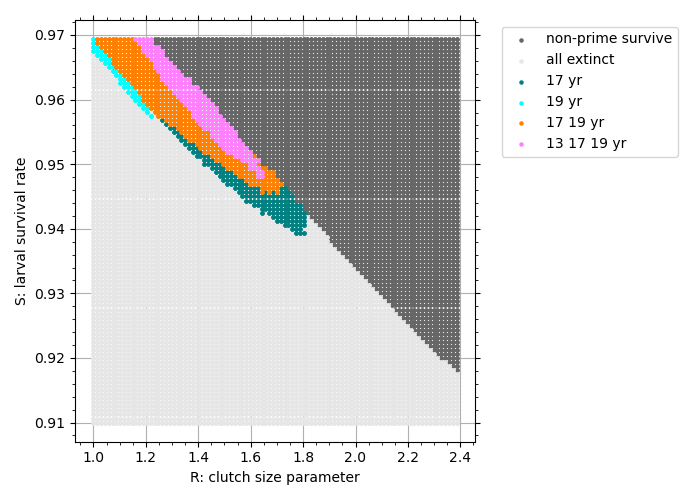 0.97
0.96
0.95
0.94
0.93
0.92
0.91
S: larval survival rate
1.0 1.2 1.4 1.6 1.8 2.0 2.2 2.4
R: clutch size parameter
non-prime survive
all extinct
17 yr
19 yr
17 19 yr
13 17 19 yr